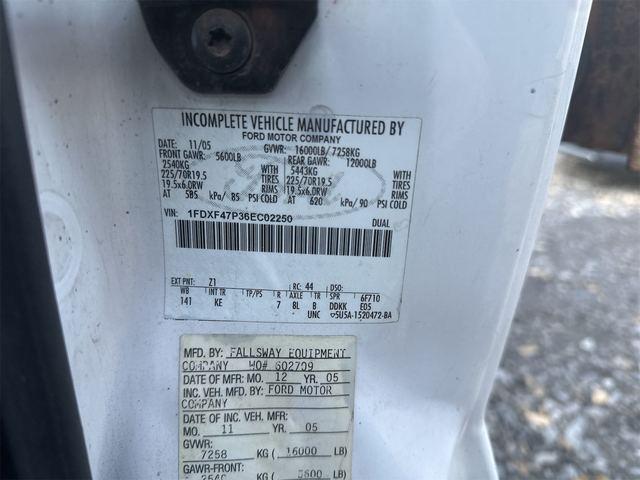 INCOMPLETE VEHICLE MANUFACTURED BY
FORD MOTOR COMPANY
DATE: 11/05 GVWR: 16000LB/ 7258KG
FRONT GAWR: 5600LB REAR GAWR: 12000LB
2540KG WITH 5443KG WITH
225/70R19.5 TIRES 225/70R19.5 TIRES
19.5x6.0RW RIMS 19.5x6.0RW RIMS
AT 585 kPa/ 85 PSI COLD AT 620 kPa/90 PSI COLD
VIN: 1FDXF47P36EC02250 DUAL
EXT PNT: Z1 RC: 44 DSO:
WB INT TR TP/PS R AXLE TR SPR 6F710
141 KE 7 8L B DDKK E05
UNC 5U5A-1520472-BA
MFD. BY: FALLSWAY EQUIPMENT
COMPANY WO# 602709
DATE OF MFR: MO. 12 YR. 05
INC. VEH. MFD. BY: FORD MOTOR
COMPANY
DATE OF INC. VEH. MFR:
MO. 11 YR. 05
GVWR:
7258 KG ( 16000 LB)
GAWR-FRONT:
2540 KG ( 5600 LB)